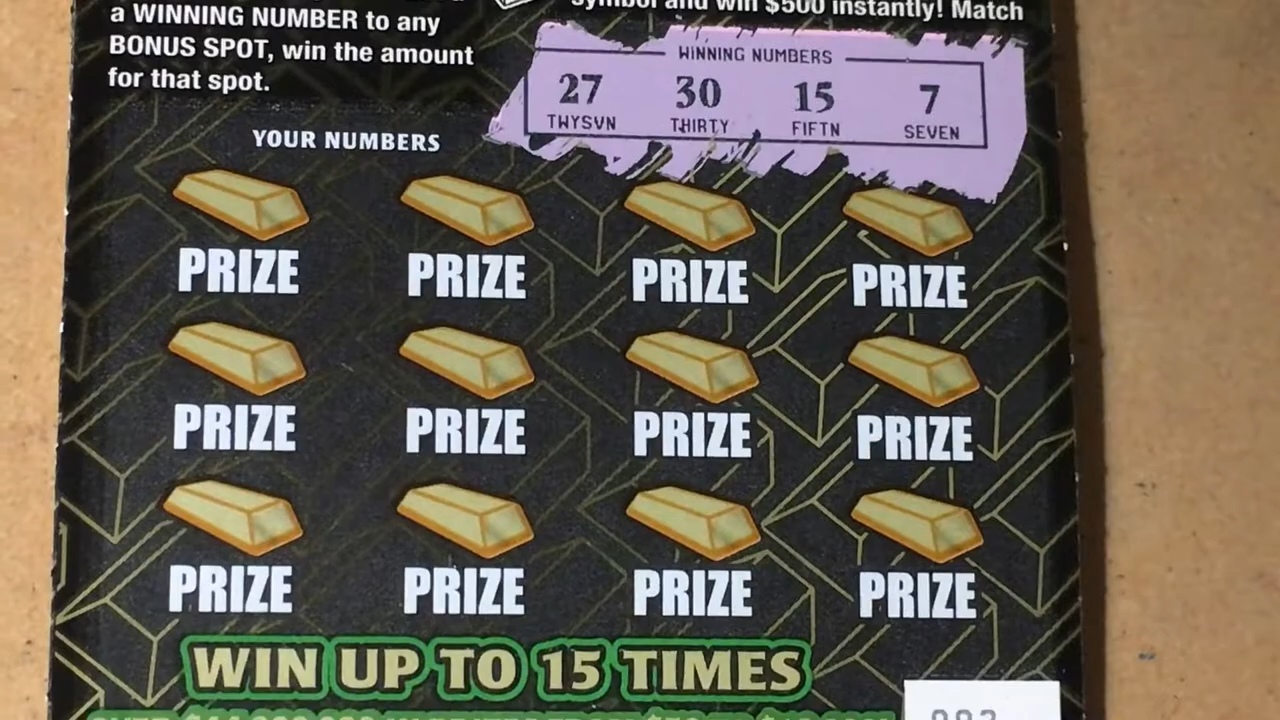 a WINNING NUMBER to any
BONUS SPOT, win the amount
for that spot.
symbol and win $500 instantly! Match
WINNING NUMBERS
27 30 15 7
TWYSVN THIRTY FIFTN SEVEN
YOUR NUMBERS
PRIZE PRIZE PRIZE PRIZE
PRIZE PRIZE PRIZE PRIZE
PRIZE PRIZE PRIZE PRIZE
WIN UP TO 15 TIMES